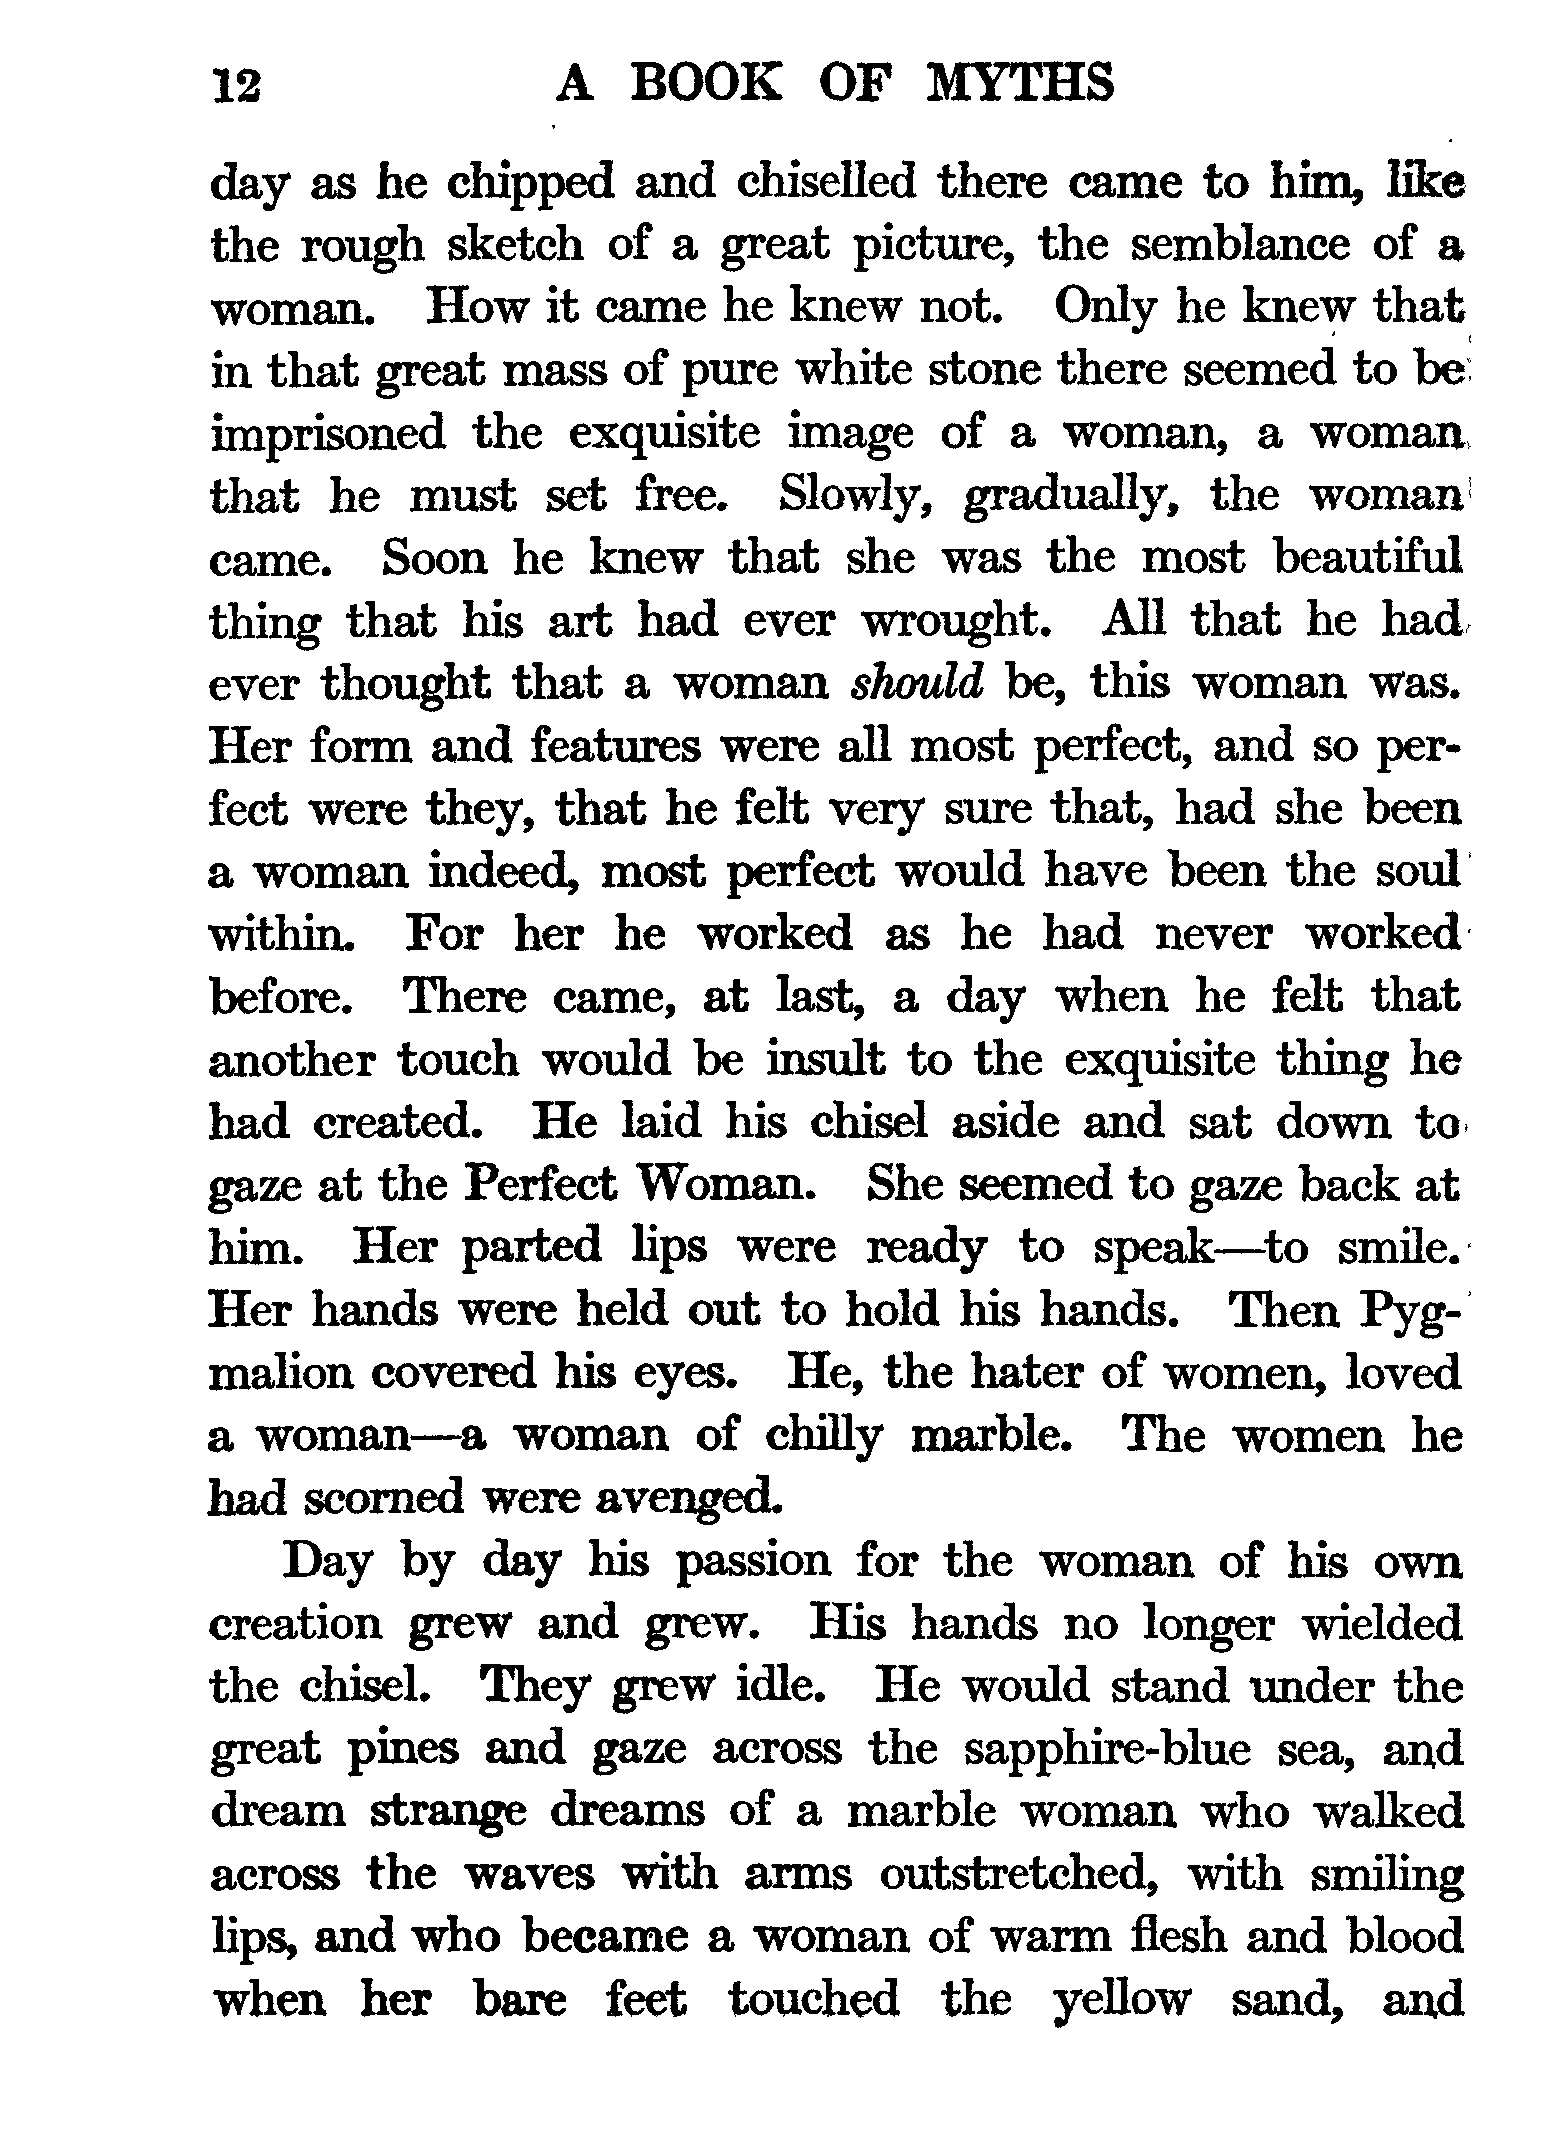 12 A BOOK OF MYTHS
day as he chipped and chiselled there came to him, like
the rough sketch of a great picture, the semblance of a
woman. How it came he knew not. Only he knew that
in that great mass of pure white stone there seemed to be
imprisoned the exquisite image of a woman, a woman
that he must set free. Slowly, gradually, the woman
came. Soon he knew that she was the most beautiful
thing that his art had ever wrought. All that he had
ever thought that a woman should be, this woman was.
Her form and features were all most perfect, and so per-
fect were they, that he felt very sure that, had she been
a woman indeed, most perfect would have been the soul
within. For her he worked as he had never worked
before. There came, at last, a day when he felt that
another touch would be insult to the exquisite thing he
had created. He laid his chisel aside and sat down to
gaze at the Perfect Woman. She seemed to gaze back at
him. Her parted lips were ready to speak—to smile.
Her hands were held out to hold his hands. Then Pyg-
malion covered his eyes. He, the hater of women, loved
a woman—a woman of chilly marble. The women he
had scorned were avenged.
Day by day his passion for the woman of his own
creation grew and grew. His hands no longer wielded
the chisel. They grew idle. He would stand under the
great pines and gaze across the sapphire-blue sea, and
dream strange dreams of a marble woman who walked
across the waves with arms outstretched, with smiling
lips, and who became a woman of warm flesh and blood
when her bare feet touched the yellow sand, and